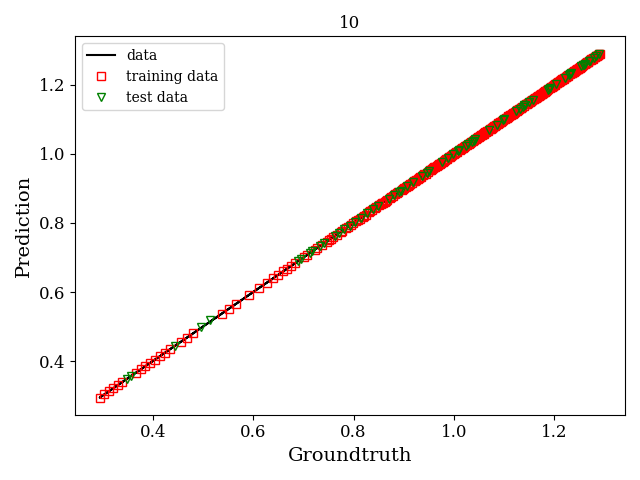 10
data
training data
test data
1.2
1.0
0.8
0.6
0.4
Prediction
0.4 0.6 0.8 1.0 1.2
Groundtruth